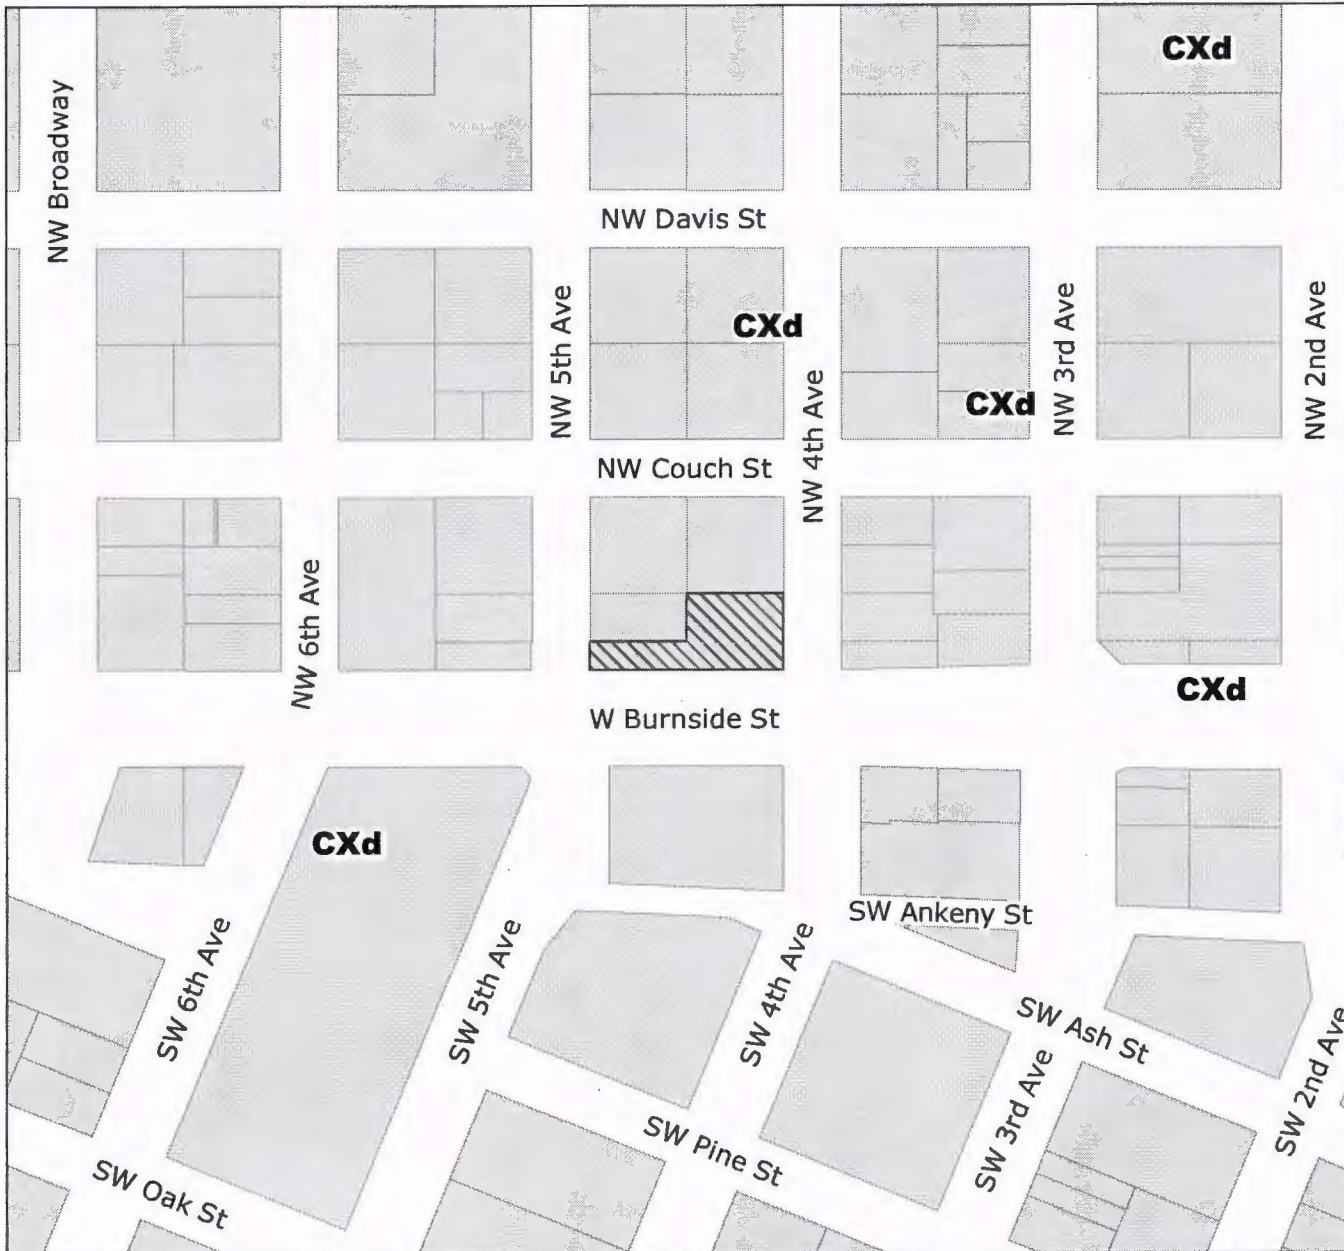 CXd
NW Broadway
NW Davis St
CXd
NW 5th Ave
NW 4th Ave
CXd
NW 3rd Ave
NW 2nd Ave
NW Couch St
NW 6th Ave
CXd
W Burnside St
CXd
SW Ankeny St
SW 6th Ave
SW 5th Ave
SW 4th Ave
SW Ash St
SW 3rd Ave
SW 2nd Ave
SW Pine St
SW Oak St